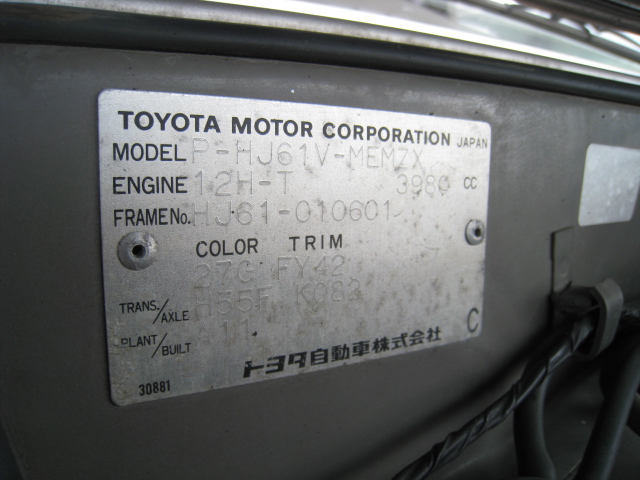 TOYOTA MOTOR CORPORATION JAPAN
MODEL P-HJ61V-MEMZX
ENGINE 12H-T 3980 CC
FRAME No. HJ61-010601
COLOR TRIM
27G FY42
TRANS./AXLE H55F K083
PLANT/BUILT 11
トヨタ自動車株式会社 C
30881